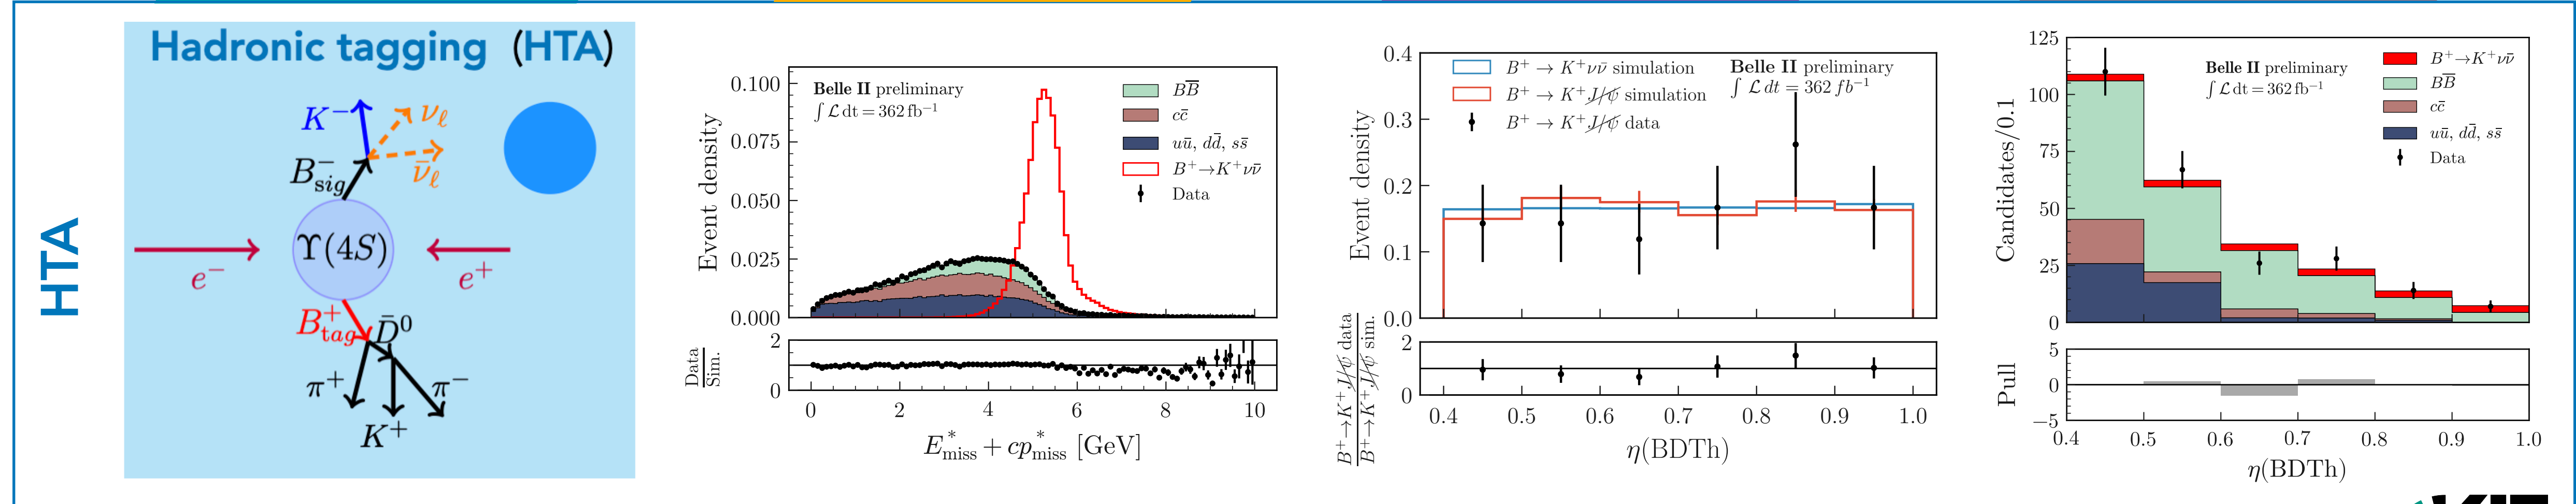 HTA
Hadronic tagging (HTA)
K⁻
ν_ℓ
ν̄_ℓ
B⁻_sig
Υ(4S)
e⁻
e⁺
B⁺_tag
D̄⁰
π⁺
π⁻
K⁺
Event density
0.100
0.075
0.050
0.025
0.000
Belle II preliminary
∫ ℒ dt = 362 fb⁻¹
BB̅
cc̄
uū, dd̄, ss̄
B⁺→K⁺νν̄
Data
Data
Sim.
2
0
0 2 4 6 8 10
E*_miss + cp*_miss [GeV]
Event density
0.4
0.3
0.2
0.1
0.0
B⁺ → K⁺νν̄ simulation
B⁺ → K⁺J/ψ simulation
B⁺ → K⁺J/ψ data
Belle II preliminary
∫ ℒ dt = 362 fb⁻¹
B⁺→K⁺J/ψ data
B⁺→K⁺J/ψ sim.
2
0
0.4 0.5 0.6 0.7 0.8 0.9 1.0
η(BDTh)
Candidates/0.1
125
100
75
50
25
0
Belle II preliminary
∫ ℒ dt = 362 fb⁻¹
B⁺→K⁺νν̄
BB̅
cc̄
uū, dd̄, ss̄
Data
Pull
5
0
−5
0.4 0.5 0.6 0.7 0.8 0.9 1.0
η(BDTh)